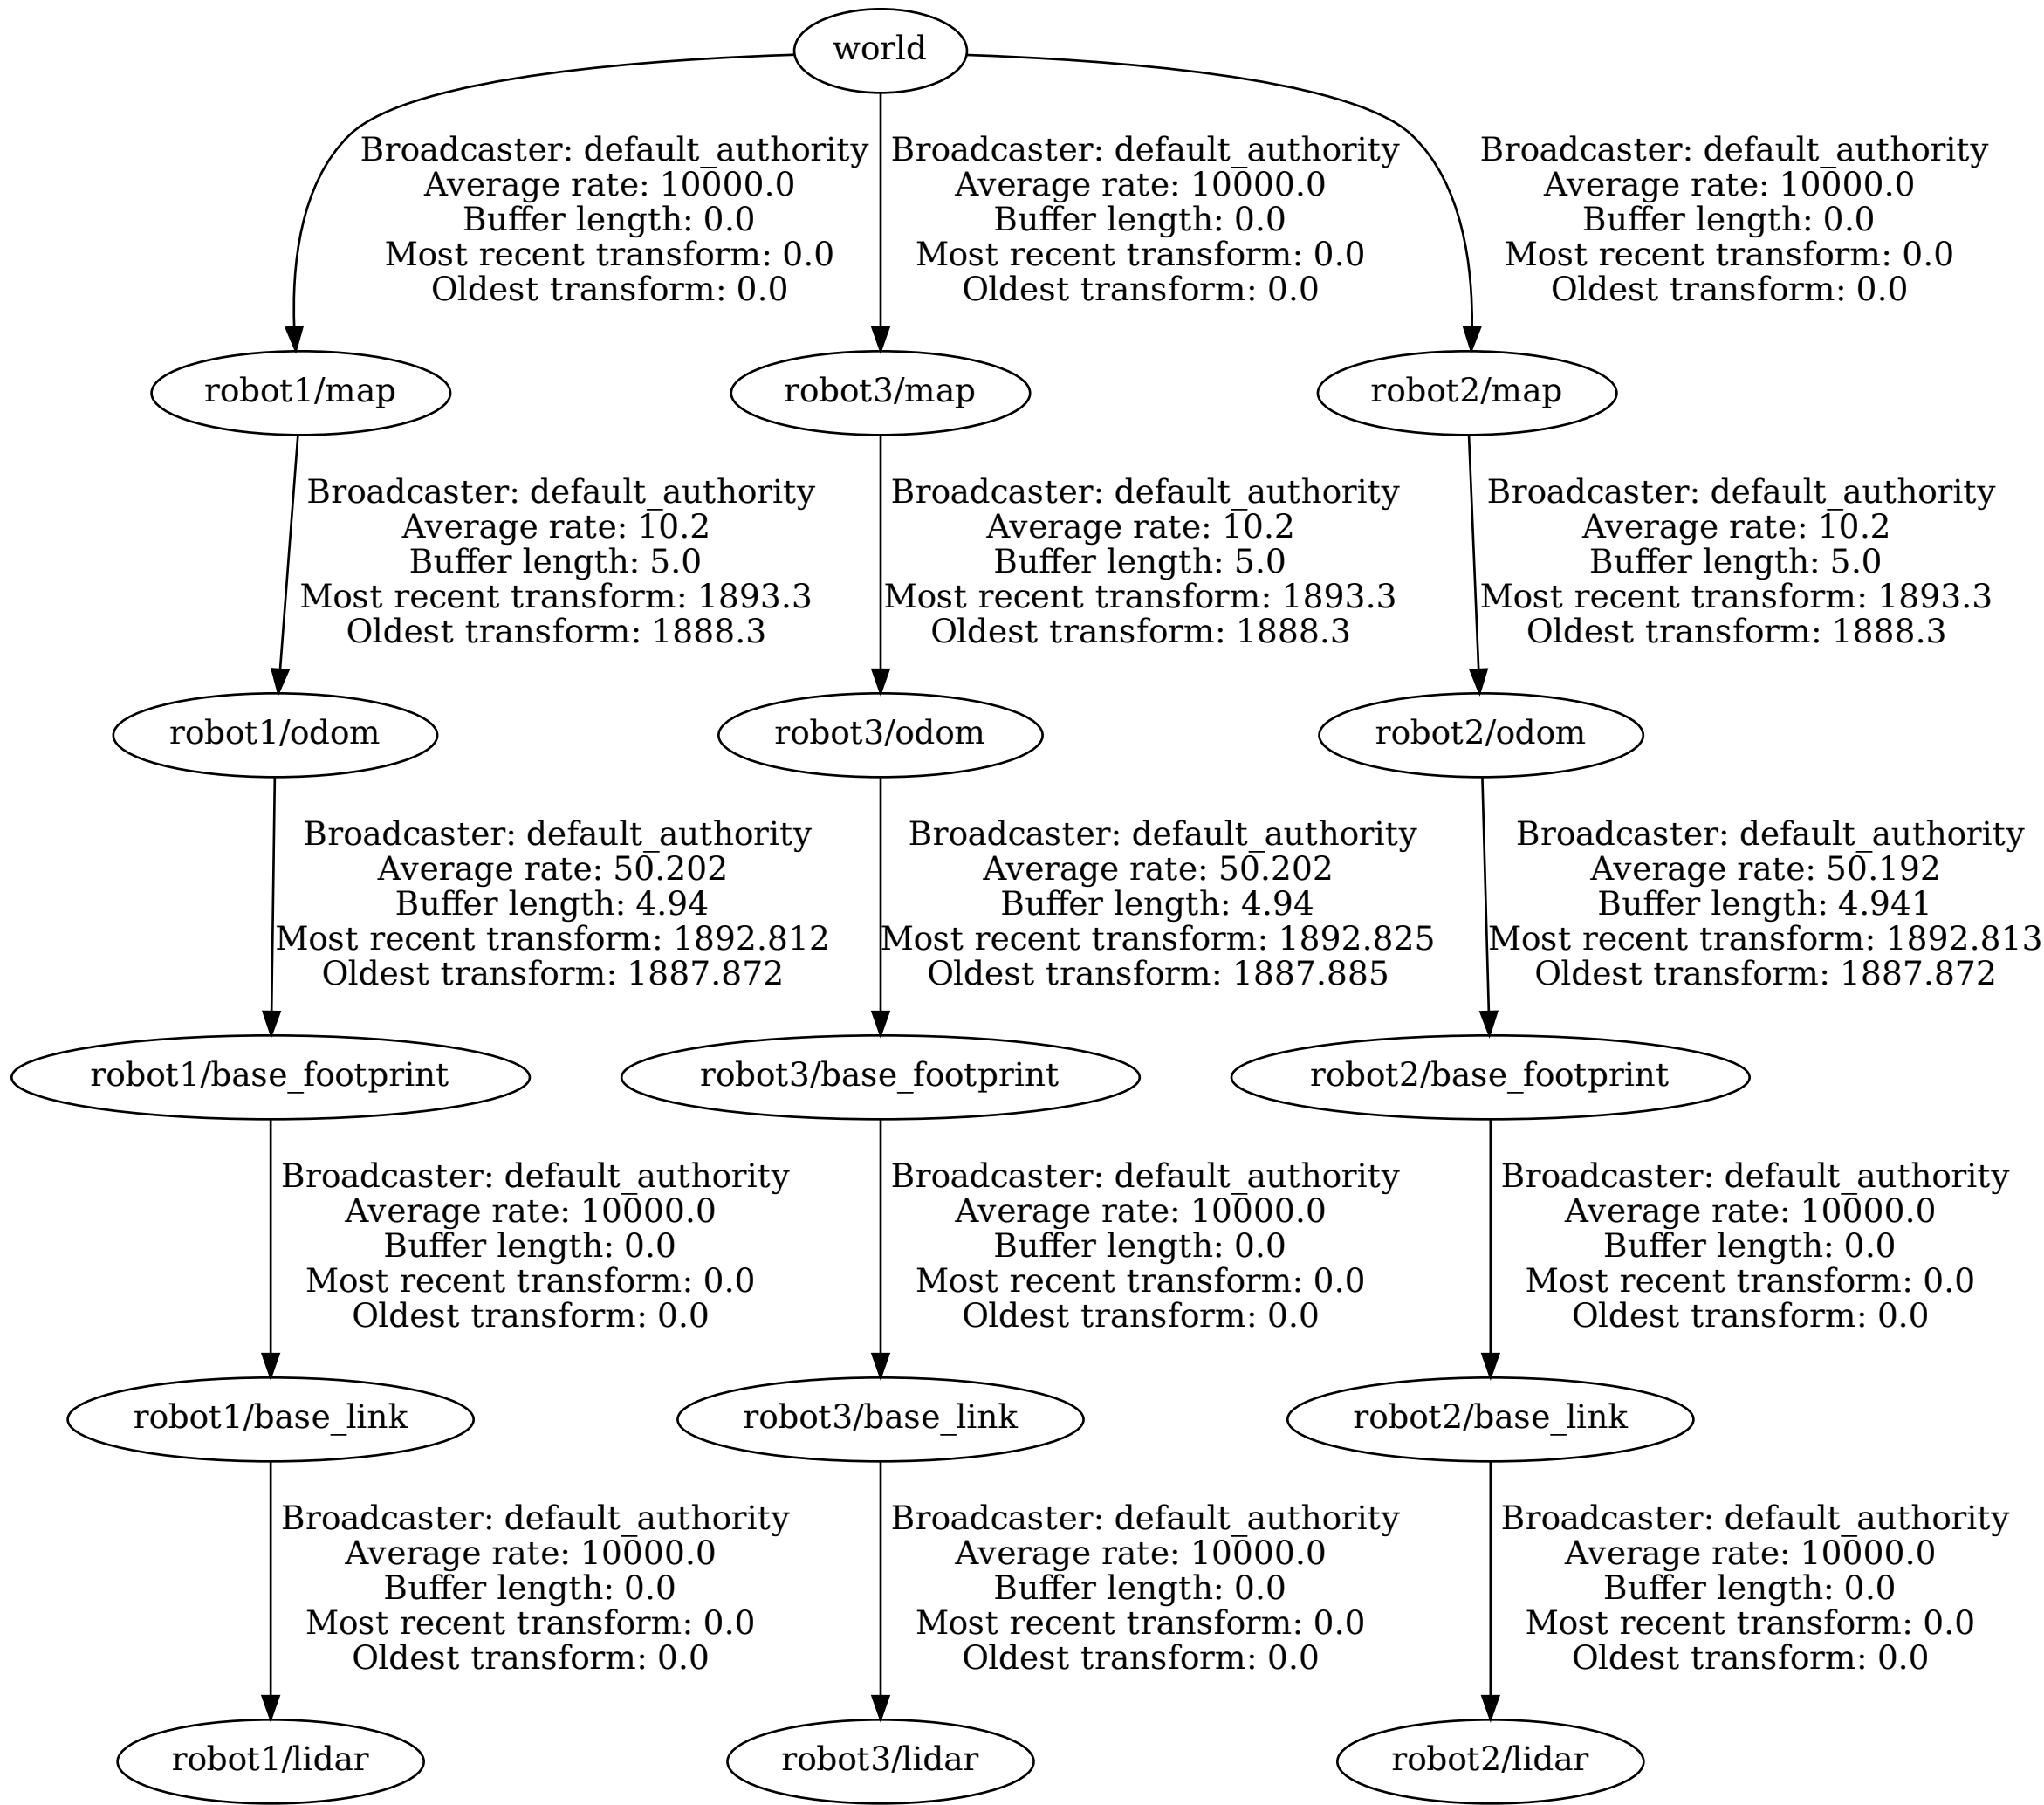 world
Broadcaster: default_authority
Average rate: 10000.0
Buffer length: 0.0
Most recent transform: 0.0
Oldest transform: 0.0
Broadcaster: default_authority
Average rate: 10000.0
Buffer length: 0.0
Most recent transform: 0.0
Oldest transform: 0.0
Broadcaster: default_authority
Average rate: 10000.0
Buffer length: 0.0
Most recent transform: 0.0
Oldest transform: 0.0
robot1/map
robot3/map
robot2/map
Broadcaster: default_authority
Average rate: 10.2
Buffer length: 5.0
Most recent transform: 1893.3
Oldest transform: 1888.3
Broadcaster: default_authority
Average rate: 10.2
Buffer length: 5.0
Most recent transform: 1893.3
Oldest transform: 1888.3
Broadcaster: default_authority
Average rate: 10.2
Buffer length: 5.0
Most recent transform: 1893.3
Oldest transform: 1888.3
robot1/odom
robot3/odom
robot2/odom
Broadcaster: default_authority
Average rate: 50.202
Buffer length: 4.94
Most recent transform: 1892.812
Oldest transform: 1887.872
Broadcaster: default_authority
Average rate: 50.202
Buffer length: 4.94
Most recent transform: 1892.825
Oldest transform: 1887.885
Broadcaster: default_authority
Average rate: 50.192
Buffer length: 4.941
Most recent transform: 1892.813
Oldest transform: 1887.872
robot1/base_footprint
robot3/base_footprint
robot2/base_footprint
Broadcaster: default_authority
Average rate: 10000.0
Buffer length: 0.0
Most recent transform: 0.0
Oldest transform: 0.0
Broadcaster: default_authority
Average rate: 10000.0
Buffer length: 0.0
Most recent transform: 0.0
Oldest transform: 0.0
Broadcaster: default_authority
Average rate: 10000.0
Buffer length: 0.0
Most recent transform: 0.0
Oldest transform: 0.0
robot1/base_link
robot3/base_link
robot2/base_link
Broadcaster: default_authority
Average rate: 10000.0
Buffer length: 0.0
Most recent transform: 0.0
Oldest transform: 0.0
Broadcaster: default_authority
Average rate: 10000.0
Buffer length: 0.0
Most recent transform: 0.0
Oldest transform: 0.0
Broadcaster: default_authority
Average rate: 10000.0
Buffer length: 0.0
Most recent transform: 0.0
Oldest transform: 0.0
robot1/lidar
robot3/lidar
robot2/lidar